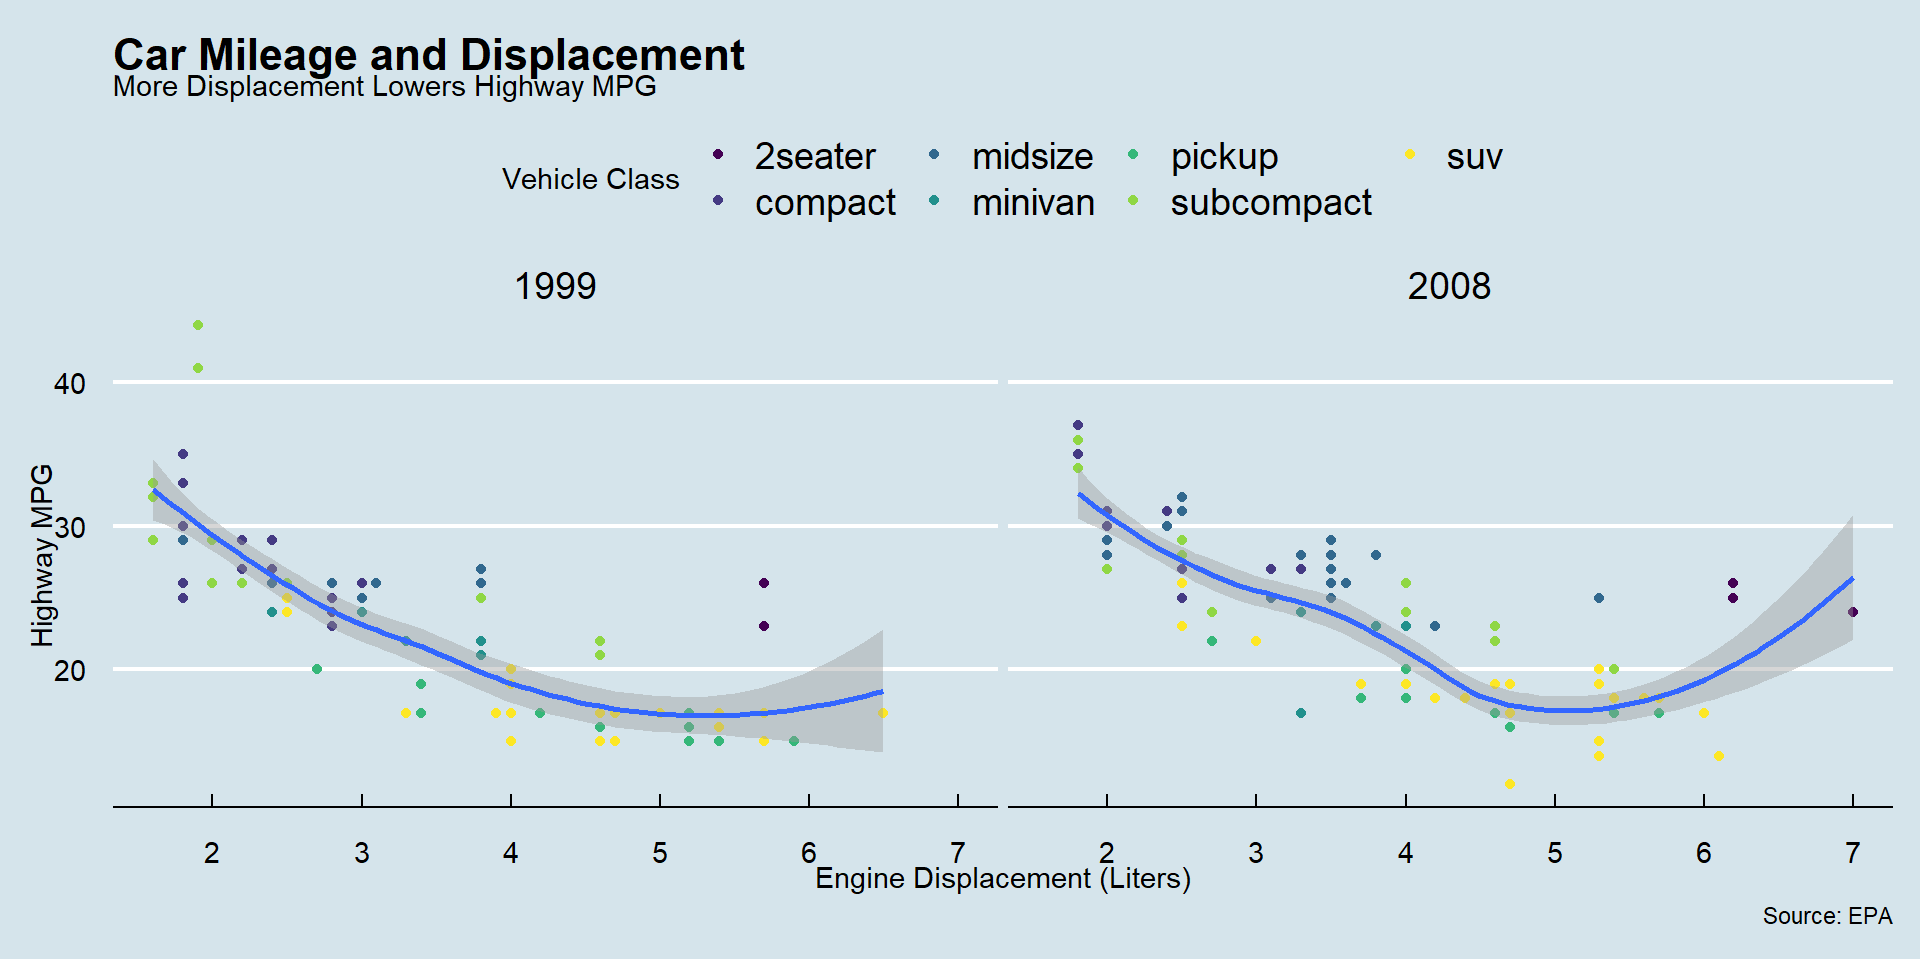 Car Mileage and Displacement
More Displacement Lowers Highway MPG
Vehicle Class
2seater midsize pickup suv
compact minivan subcompact
1999 2008
Highway MPG
40
30
20
2 3 4 5 6 7 2 3 4 5 6 7
Engine Displacement (Liters)
Source: EPA